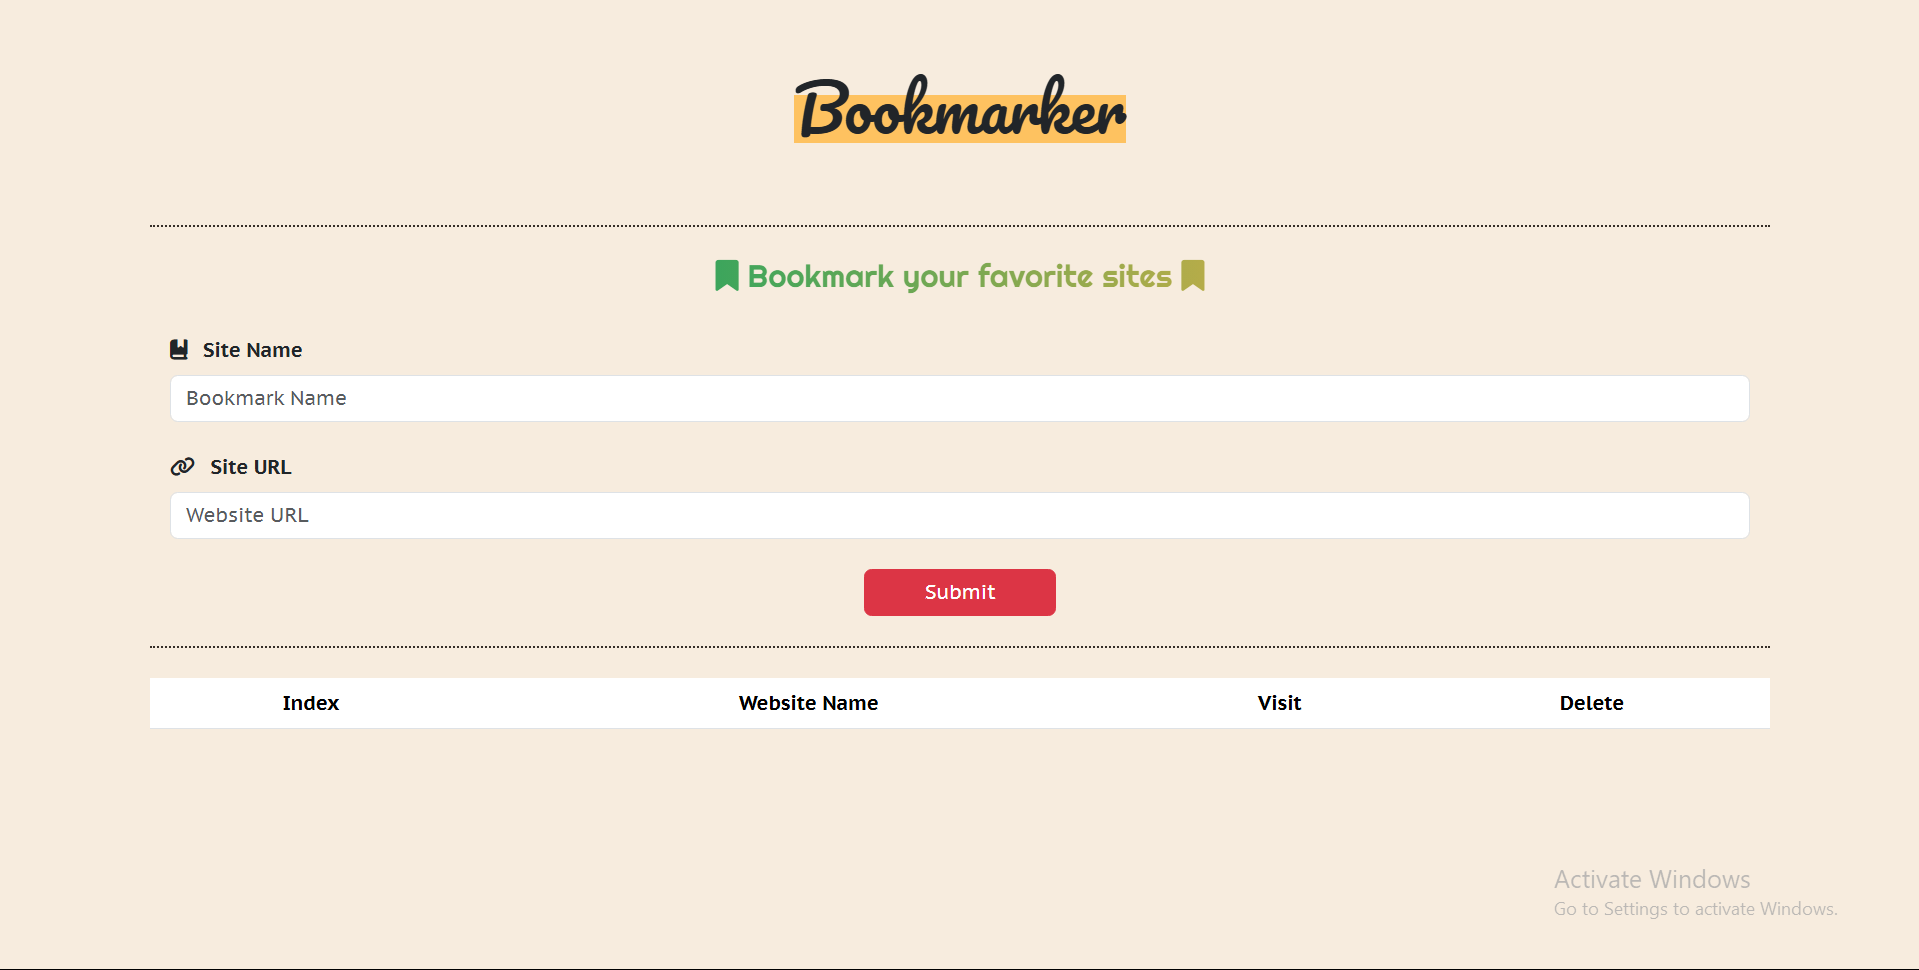 Bookmarker
Bookmark your favorite sites
Site Name
Bookmark Name
Site URL
Website URL
Submit
Index Website Name Visit Delete
Activate Windows
Go to Settings to activate Windows.